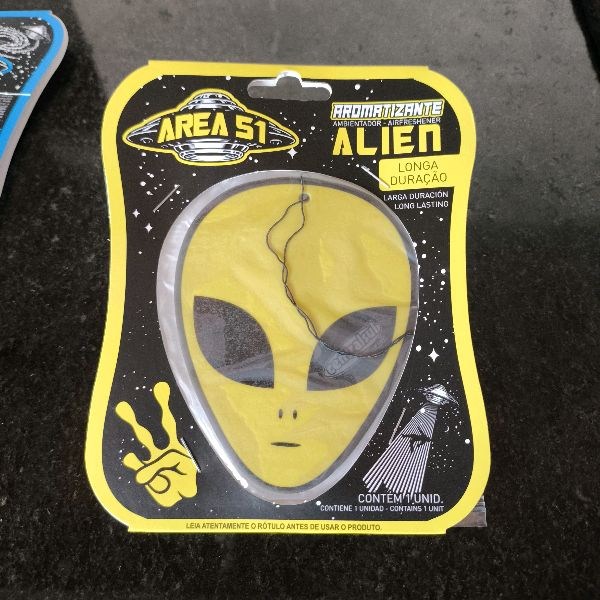 AREA 51
AROMATIZANTE
AMBIENTADOR - AIRFRESHENER
ALIEN
LONGA
DURAÇÃO
LARGA DURACIÓN
LONG LASTING
CONTÉM 1 UNID.
CONTIENE 1 UNIDAD - CONTAINS 1 UNIT
LEIA ATENTAMENTE O RÓTULO ANTES DE USAR O PRODUTO.